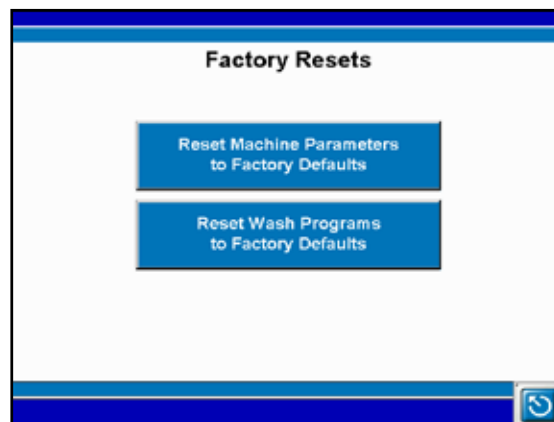 Factory Resets
Reset Machine Parameters
to Factory Defaults
Reset Wash Programs
to Factory Defaults